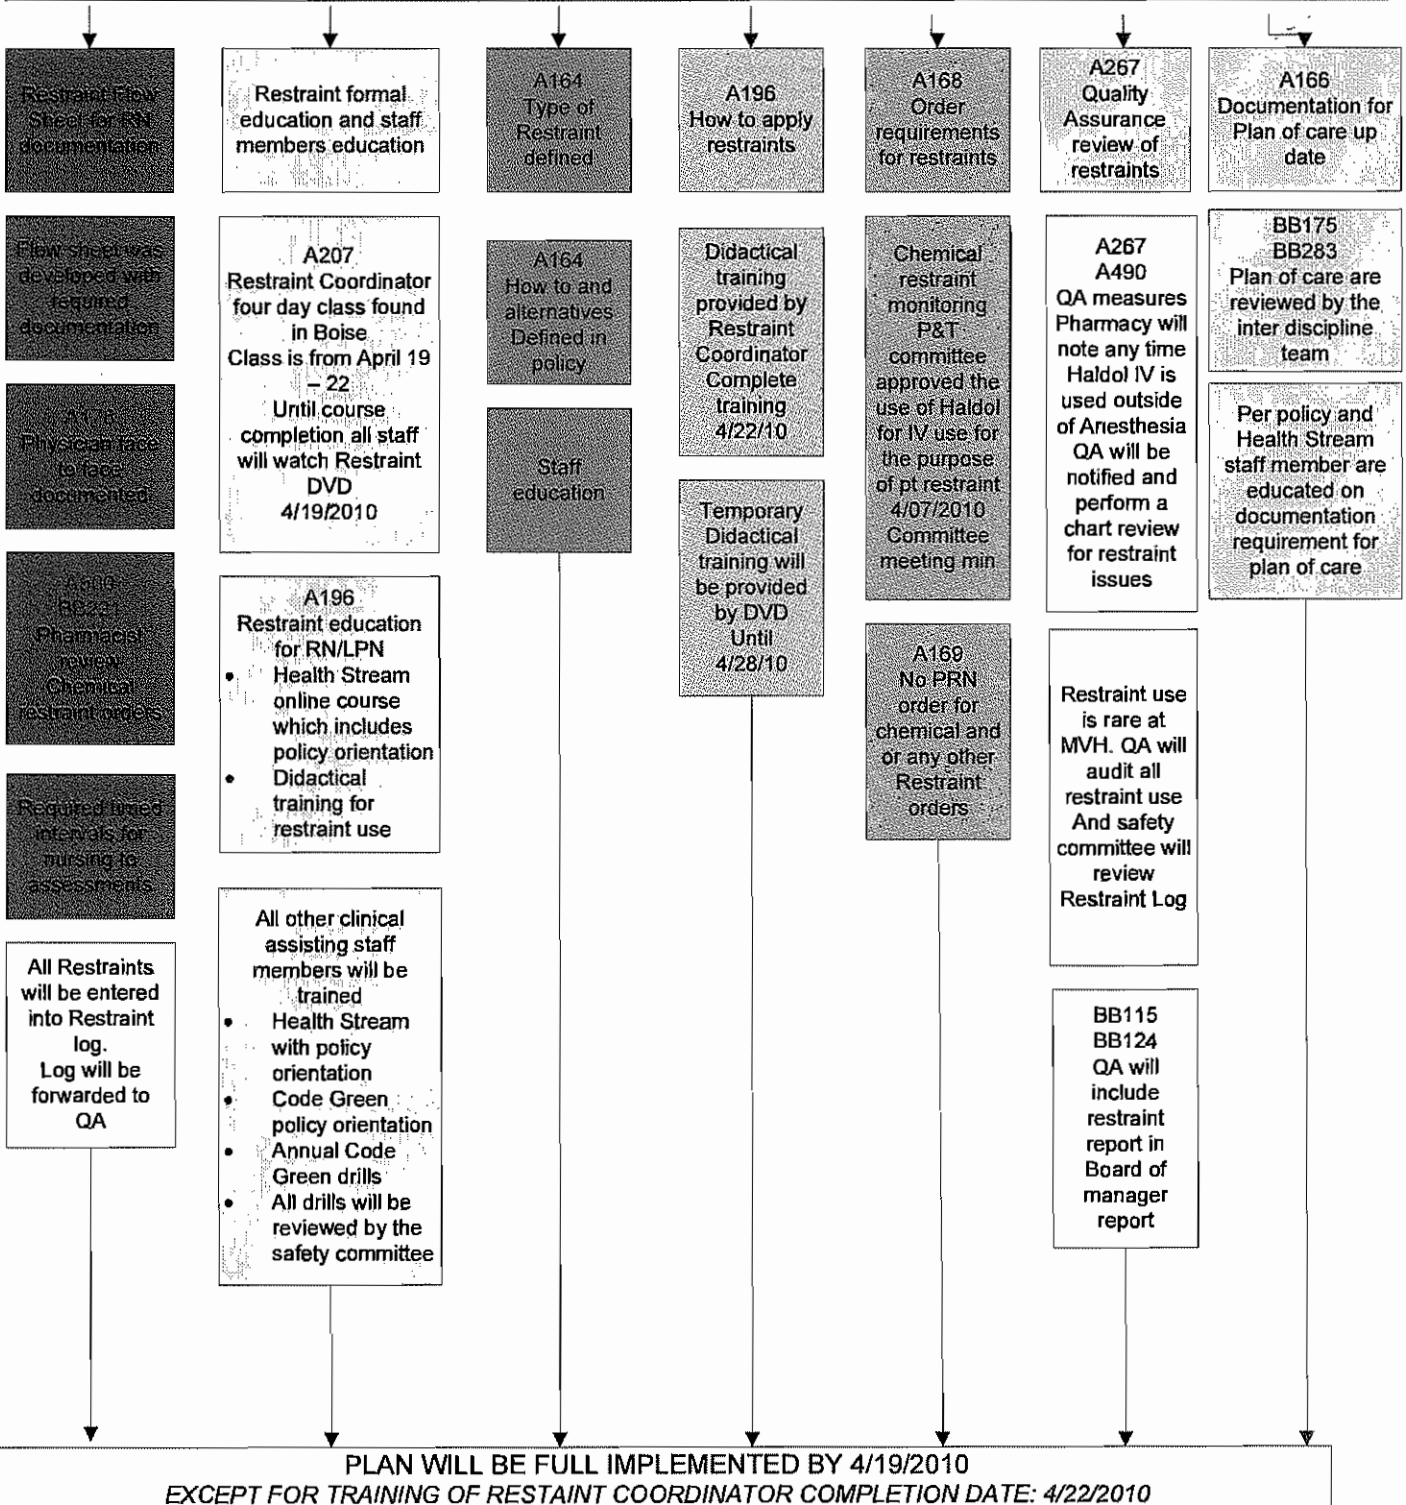 Restraint Flow
Sheet for RN
documentation
Flow sheet was
developed with
required
documentation
Physician face
to face
documented
BB221
Pharmacist
review
Chemical
restraint orders
Required timed
intervals for
nursing to
assessments
All Restraints
will be entered
into Restraint
log.
Log will be
forwarded to
QA
Restraint formal
education and staff
members education
A207
Restraint Coordinator
four day class found
in Boise
Class is from April 19
– 22
Until course
completion all staff
will watch Restraint
DVD
4/19/2010
A196
Restraint education
for RN/LPN
• Health Stream
online course
which includes
policy orientation
• Didactical
training for
restraint use
All other clinical
assisting staff
members will be
trained
• Health Stream
with policy
orientation
• Code Green
policy orientation
• Annual Code
Green drills
• All drills will be
reviewed by the
safety committee
A164
Type of
Restraint
defined
A164
How to and
alternatives
Defined in
policy
Staff
education
A196
How to apply
restraints
Didactical
training
provided by
Restraint
Coordinator
Complete
training
4/22/10
Temporary
Didactical
training will
be provided
by DVD
Until
4/28/10
A168
Order
requirements
for restraints
Chemical
restraint
monitoring
P&T
committee
approved the
use of Haldol
for IV use for
the purpose
of pt restraint
4/07/2010
Committee
meeting min
A169
No PRN
order for
chemical and
or any other
Restraint
orders
A267
Quality
Assurance
review of
restraints
A267
A490
QA measures
Pharmacy will
note any time
Haldol IV is
used outside
of Anesthesia
QA will be
notified and
perform a
chart review
for restraint
issues
Restraint use
is rare at
MVH. QA will
audit all
restraint use
And safety
committee will
review
Restraint Log
BB115
BB124
QA will
include
restraint
report in
Board of
manager
report
A166
Documentation for
Plan of care up
date
BB175
BB283
Plan of care are
reviewed by the
inter discipline
team
Per policy and
Health Stream
staff member are
educated on
documentation
requirement for
plan of care
PLAN WILL BE FULL IMPLEMENTED BY 4/19/2010
EXCEPT FOR TRAINING OF RESTAINT COORDINATOR COMPLETION DATE: 4/22/2010